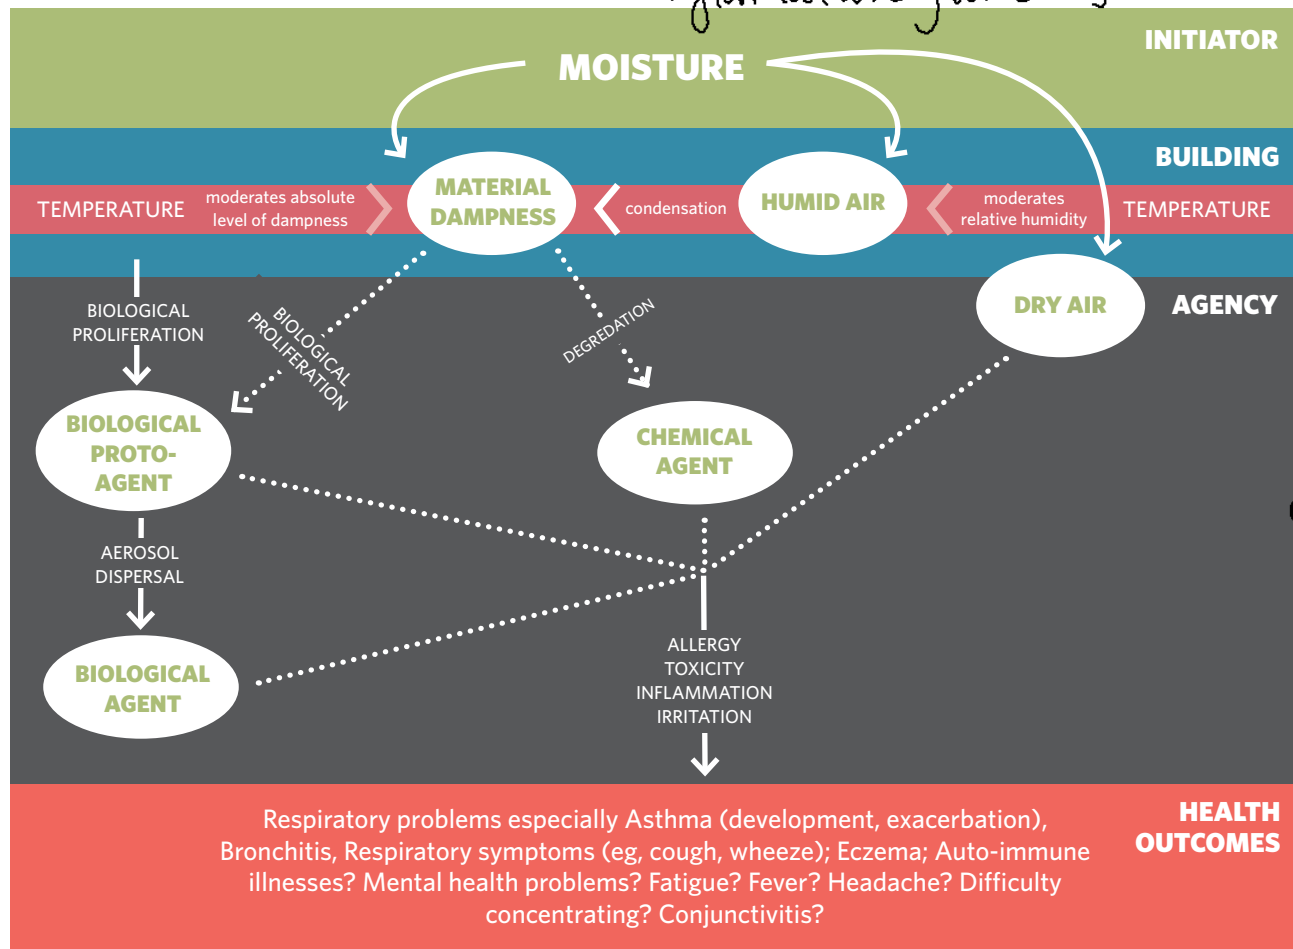 INITIATOR
MOISTURE
BUILDING
TEMPERATURE
moderates absolute
level of dampness
MATERIAL
DAMPNESS
condensation
HUMID AIR
moderates
relative humidity
TEMPERATURE
AGENCY
DRY AIR
BIOLOGICAL
PROLIFERATION
BIOLOGICAL
PROLIFERATION
DEGREDATION
BIOLOGICAL
PROTO-
AGENT
CHEMICAL
AGENT
AEROSOL
DISPERSAL
BIOLOGICAL
AGENT
ALLERGY
TOXICITY
INFLAMMATION
IRRITATION
HEALTH
OUTCOMES
Respiratory problems especially Asthma (development, exacerbation),
Bronchitis, Respiratory symptoms (eg, cough, wheeze); Eczema; Auto-immune
illnesses? Mental health problems? Fatigue? Fever? Headache? Difficulty
concentrating? Conjunctivitis?